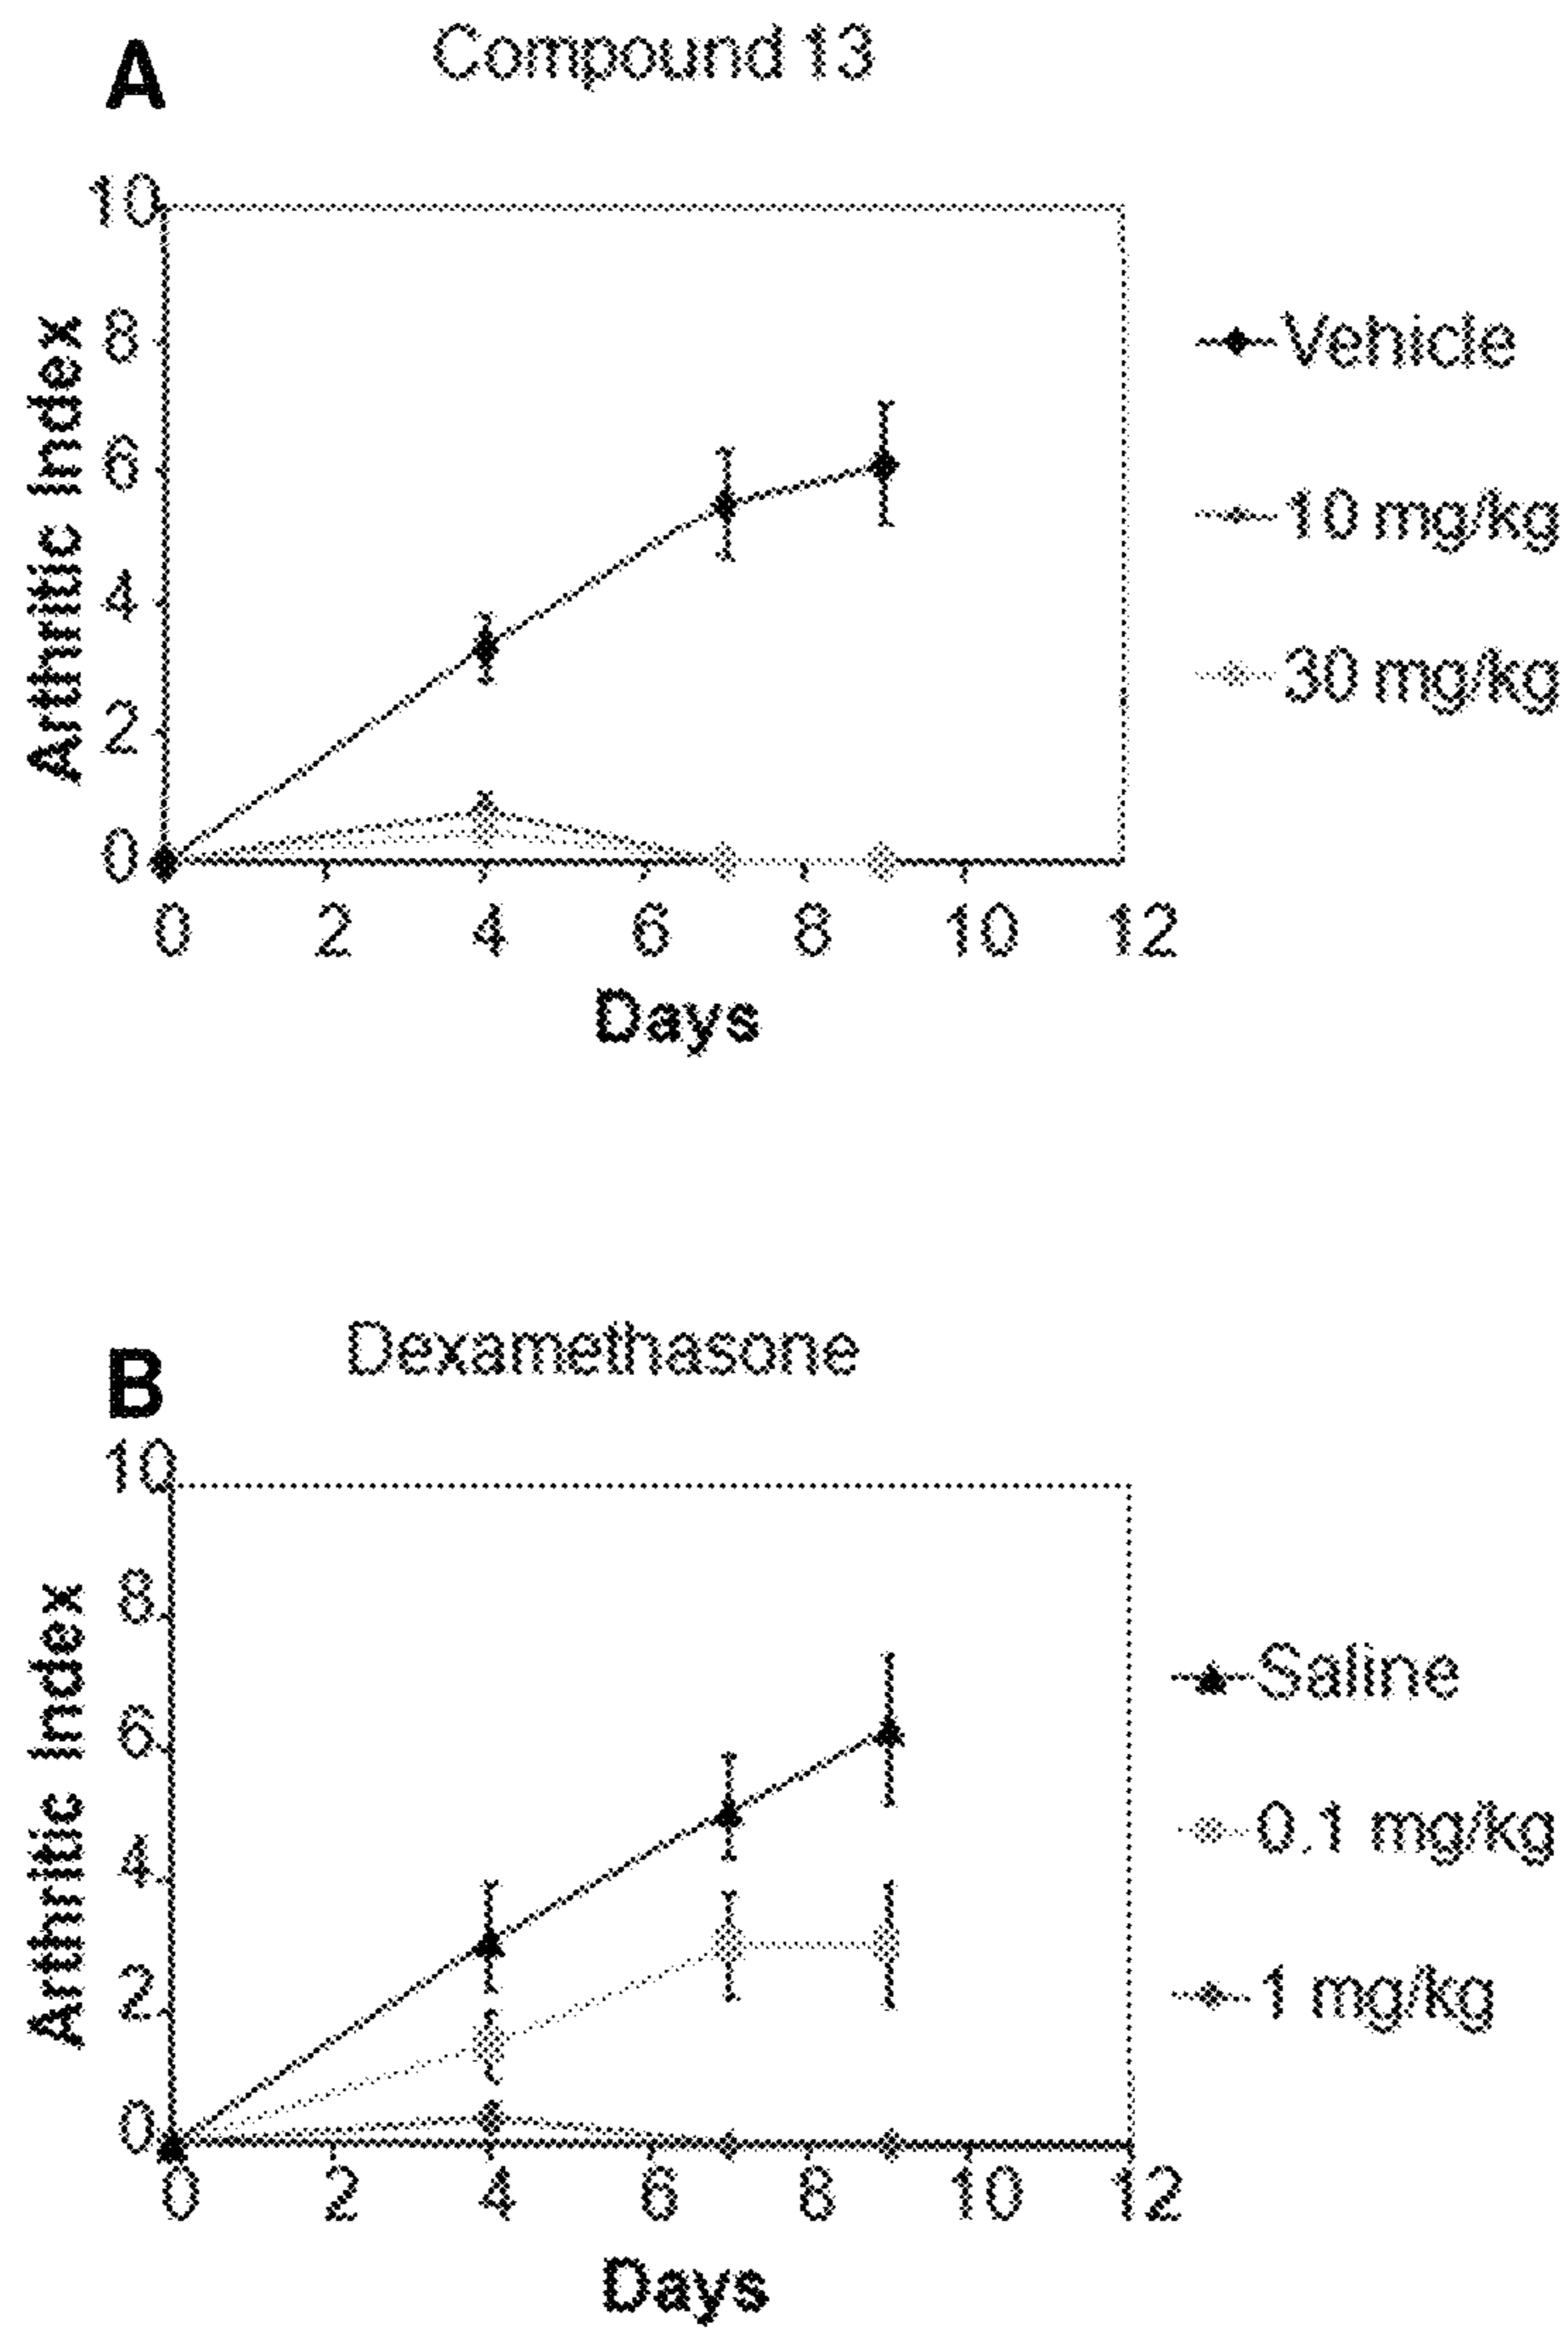 A
Compound 13
10
8
6
4
2
0
Arthritic Index
0 2 4 6 8 10 12
Days
Vehicle
10 mg/kg
30 mg/kg
B
Dexamethasone
10
8
6
4
2
0
Arthritic Index
0 2 4 6 8 10 12
Days
Saline
0.1 mg/kg
1 mg/kg